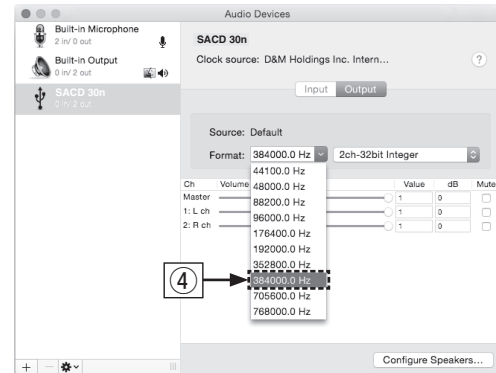 Audio Devices
Built-in Microphone
2 in/ 0 out
Built-in Output
0 in/ 2 out
SACD 30n
0 in/ 2 out
SACD 30n
Clock source: D&M Holdings Inc. Intern...
?
Input Output
Source: Default
Format: 384000.0 Hz 2ch-32bit Integer
44100.0 Hz
48000.0 Hz
88200.0 Hz
96000.0 Hz
176400.0 Hz
192000.0 Hz
352800.0 Hz
④ 384000.0 Hz
705600.0 Hz
768000.0 Hz
Ch Volume Value dB Mute
Master 1 0
1: L ch 1 0
2: R ch 1 0
Configure Speakers...